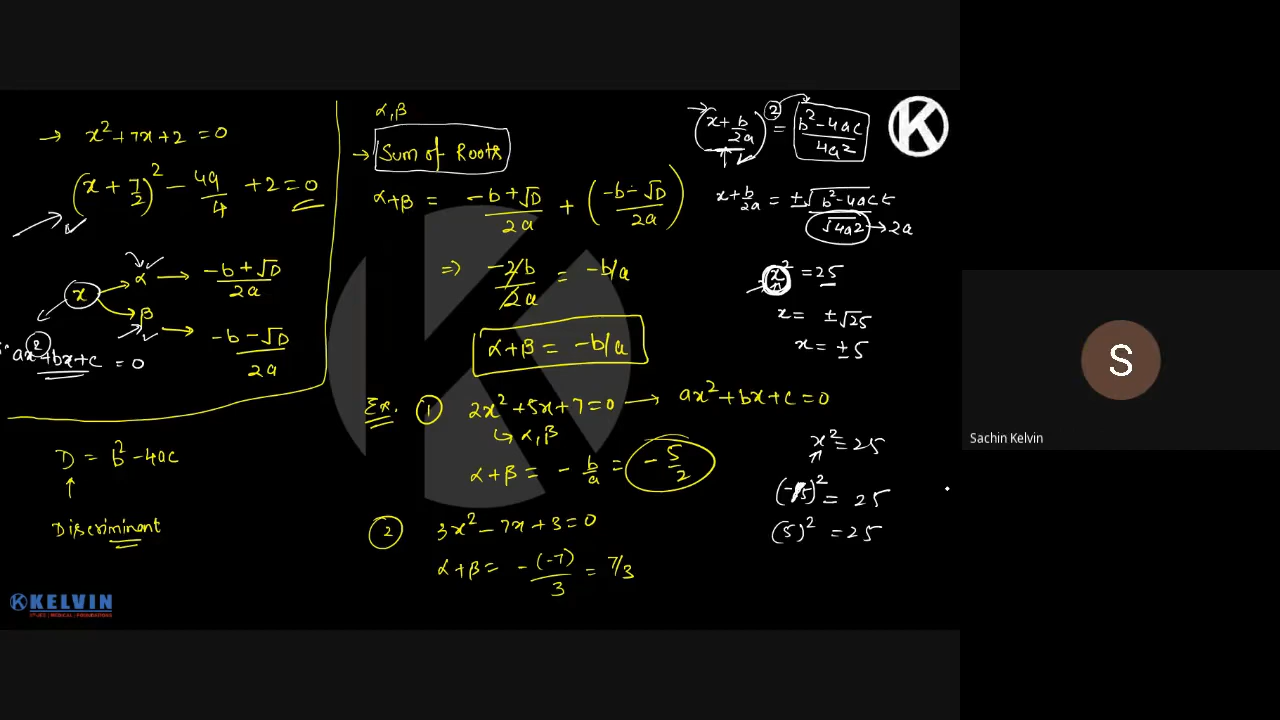 → x²+7x+2 = 0
(x + 7/2)² - 49/4 + 2 = 0
x
α → -b+√D/2a
β → -b-√D/2a
ax²+bx+c = 0
D = b²-4ac
Discriminent
KELVIN
α,β
→ Sum of Roots
α+β = -b+√D/2a + (-b-√D/2a)
⇒ -2b/2a = -b/a
α+β = -b/a
Ex. ① 2x²+5x+7=0 → ax²+bx+c=0
↳ α,β
α+β = - b/a = - 5/2
② 3x²-7x+3=0
α+β = -(-7)/3 = 7/3
→ (x+b/2a)² = b²-4ac/4a²
x+b/2a = ±√b²-4ac/√4a² → 2a
x² = 25
x = ±√25
x = ±5
x² = 25
(-5)² = 25
(5)² = 25
K
S
Sachin Kelvin